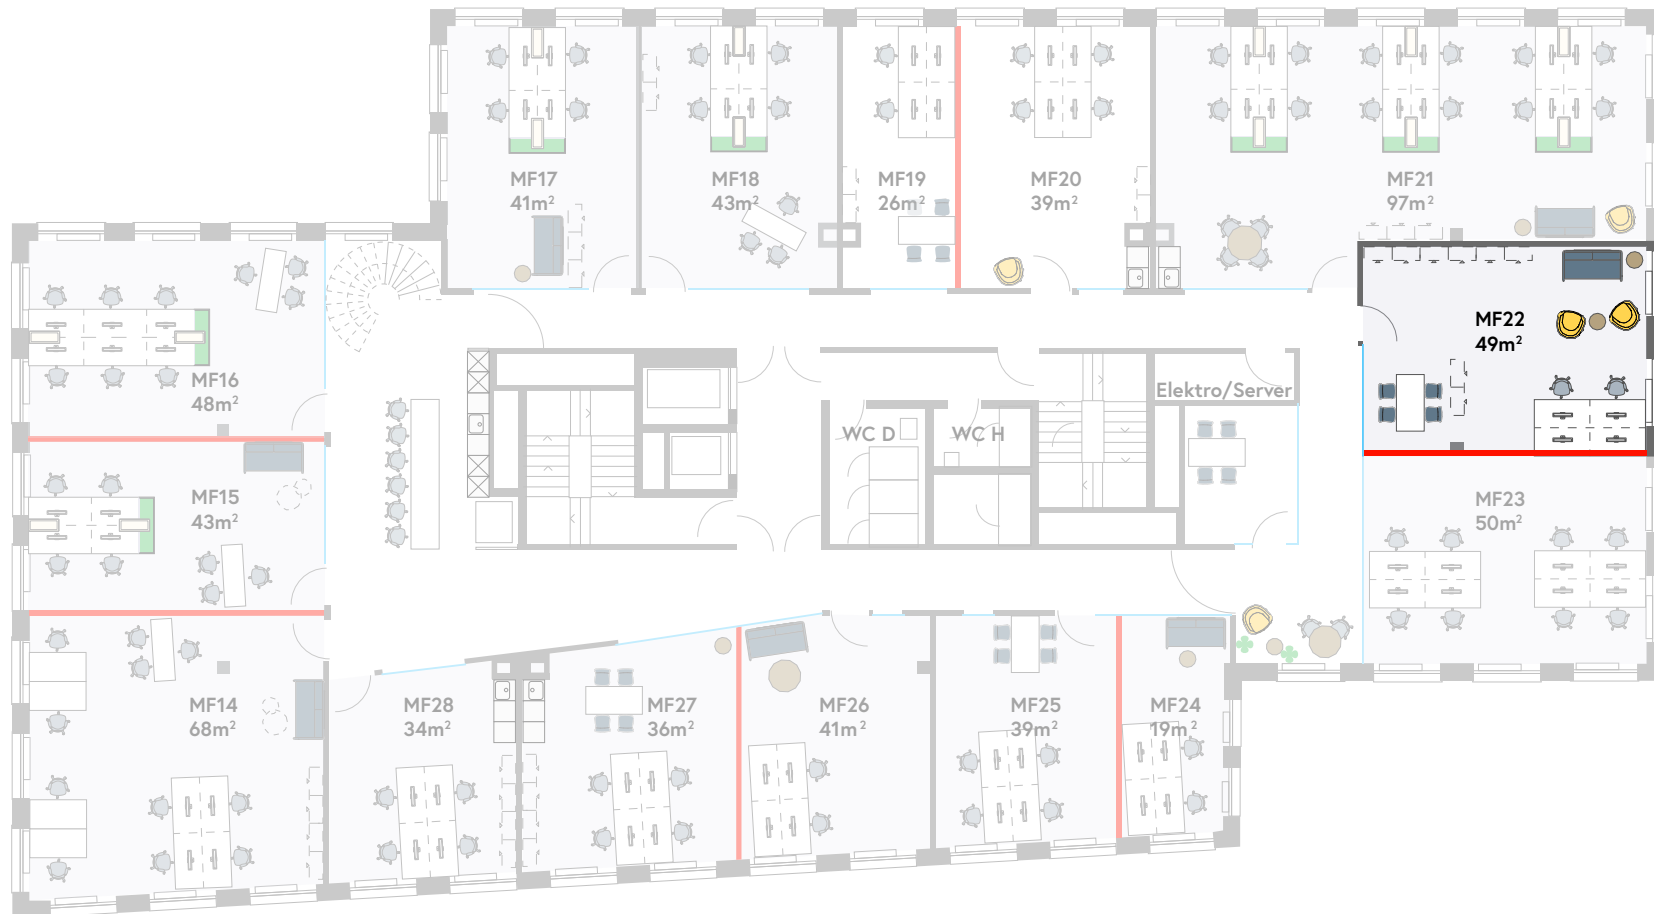 MF17
41m²
MF18
43m²
MF19
26m²
MF20
39m²
MF21
97m²
MF22
49m²
MF16
48m²
Elektro/Server
WC D
WC H
MF15
43m²
MF23
50m²
MF14
68m²
MF28
34m²
MF27
36m²
MF26
41m²
MF25
39m²
MF24
19m²